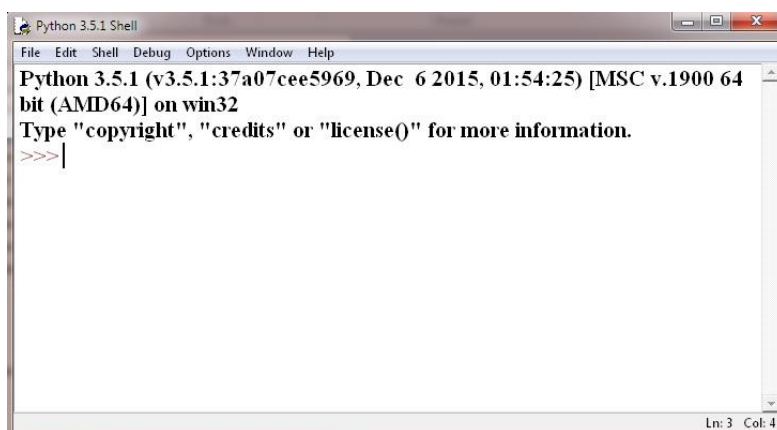 Python 3.5.1 Shell
File Edit Shell Debug Options Window Help
Python 3.5.1 (v3.5.1:37a07cee5969, Dec  6 2015, 01:54:25) [MSC v.1900 64
bit (AMD64)] on win32
Type "copyright", "credits" or "license()" for more information.
>>>
Ln: 3 Col: 4